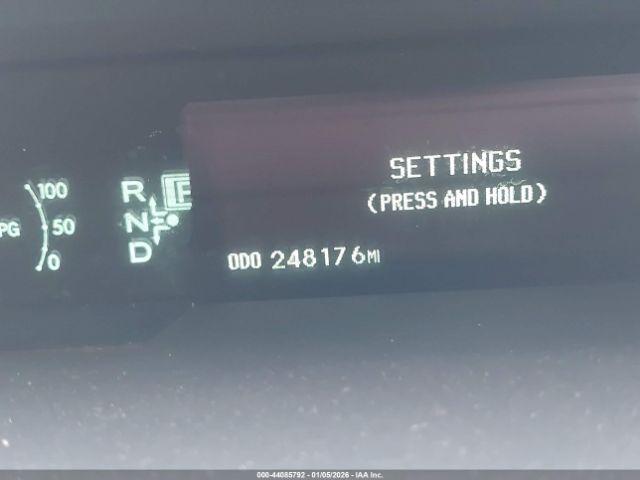 SETTINGS
(PRESS AND HOLD)
100
R P
PG 50 N
0 D
ODO 248176MI
000-44085792 - 01/05/2026 - IAA Inc.